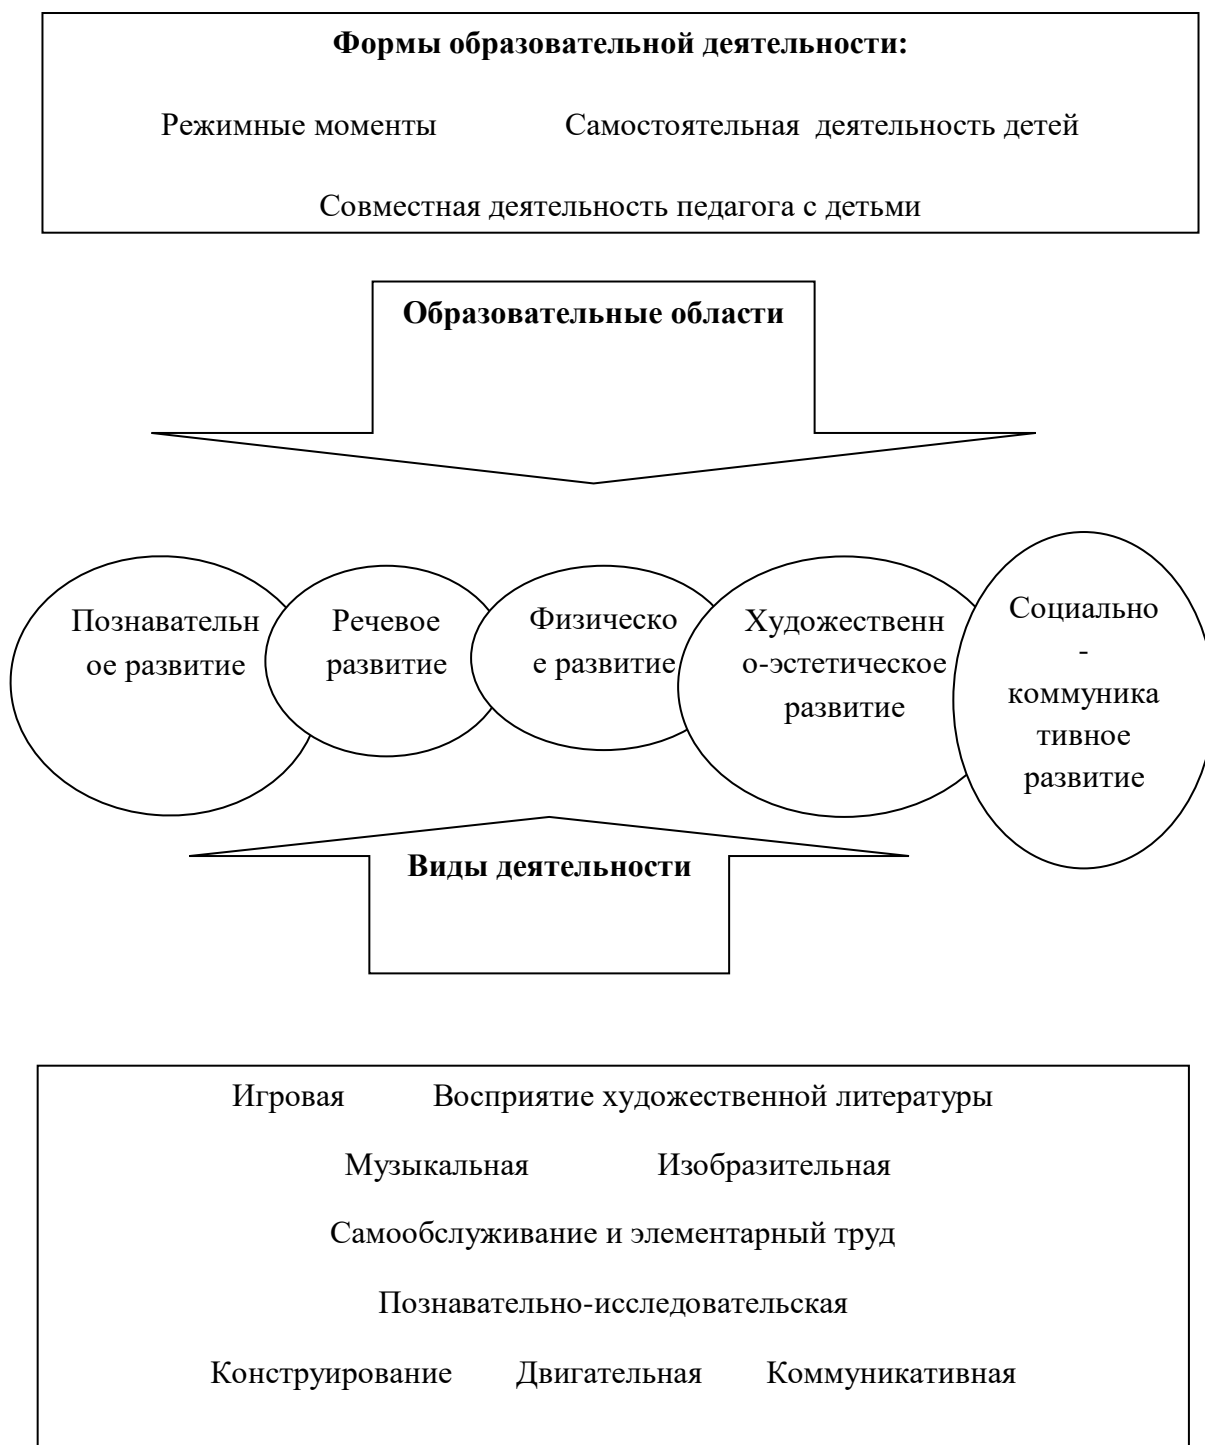 Формы образовательной деятельности:
Режимные моменты Самостоятельная деятельность детей
Совместная деятельность педагога с детьми
Образовательные области
Познавательн
ое развитие
Речевое
развитие
Физическо
е развитие
Художественн
о-эстетическое
развитие
Социально
-
коммуника
тивное
развитие
Виды деятельности
Игровая Восприятие художественной литературы
Музыкальная Изобразительная
Самообслуживание и элементарный труд
Познавательно-исследовательская
Конструирование Двигательная Коммуникативная